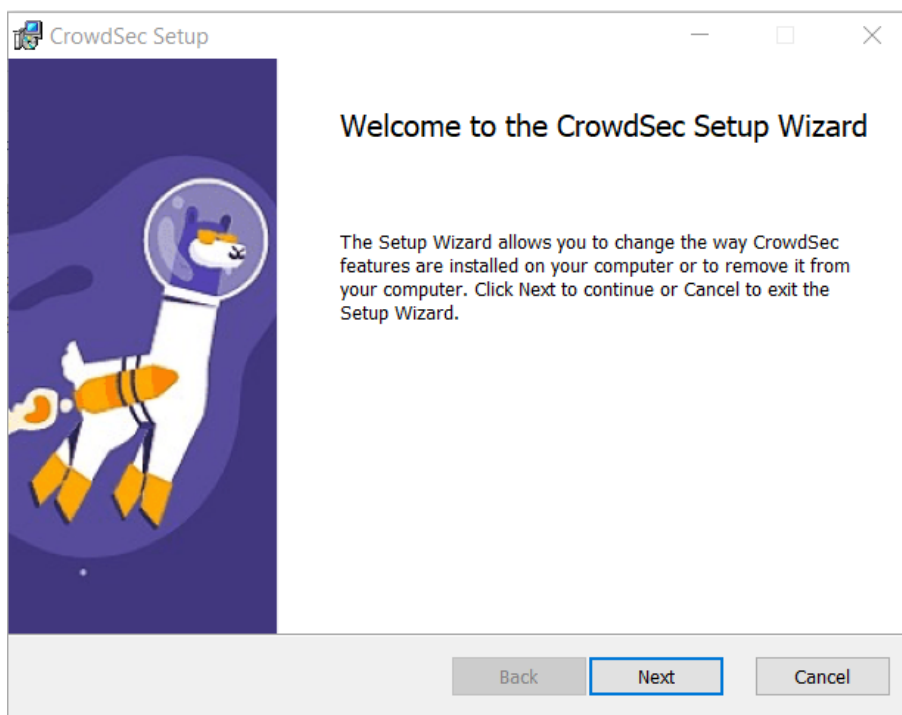 CrowdSec Setup
Welcome to the CrowdSec Setup Wizard
The Setup Wizard allows you to change the way CrowdSec
features are installed on your computer or to remove it from
your computer. Click Next to continue or Cancel to exit the
Setup Wizard.
Back
Next
Cancel